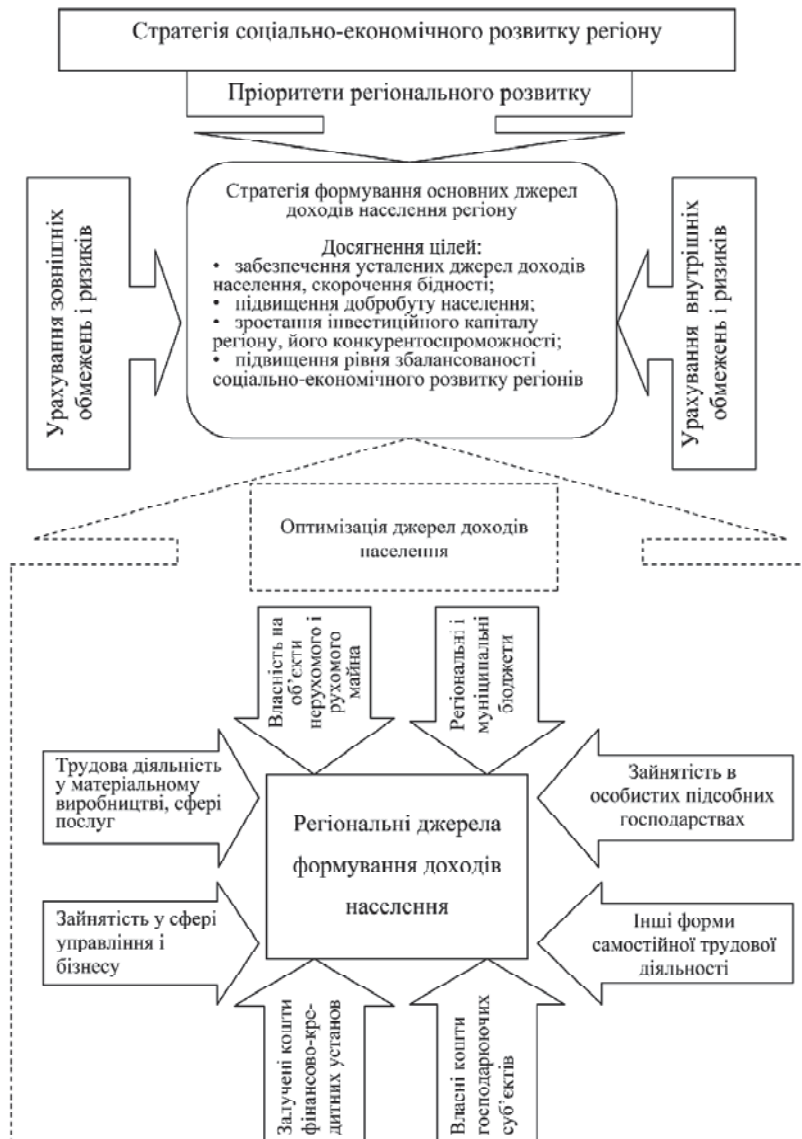 Стратегія соціально-економічного розвитку регіону
Пріоритети регіонального розвитку
Урахування зовнішніх
обмежень і ризиків
Стратегія формування основних джерел
доходів населення регіону
Досягнення цілей:
• забезпечення усталених джерел доходів
населення, скорочення бідності;
• підвищення добробуту населення;
• зростання інвестиційного капіталу
регіону, його конкурентоспроможності;
• підвищення рівня збалансованості
соціально-економічного розвитку регіонів
Урахування внутрішніх
обмежень і ризиків
Оптимізація джерел доходів
населення
Власність на
об’єкти
нерухомого і
рухомого
майна
Регіональні і
муніципальні
бюджети
Трудова діяльність
у матеріальному
виробництві, сфері
послуг
Зайнятість в
особистих підсобних
господарствах
Регіональні джерела
формування доходів
населення
Зайнятість у сфері
управління і
бізнесу
Інші форми
самостійної трудової
діяльності
Залучені кошти
фінансово-кре-
дитних установ
Власні кошти
господарюючих
суб’єктів